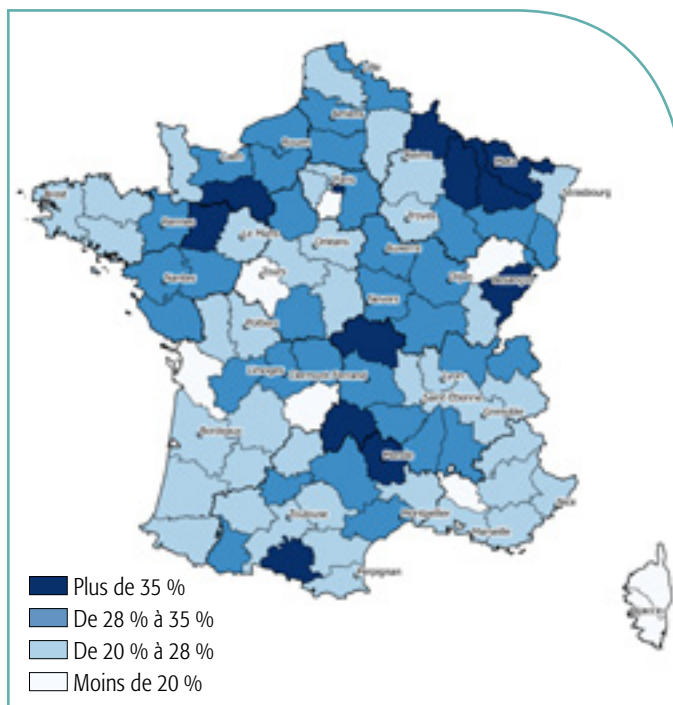 Lille
Amiens
Rouen
Caen
Reims
Metz
Paris
Strasbourg
Brest
Rennes
Troyes
Le Mans
Orléans
Auxerre
Tours
Dijon
Besançon
Nantes
Nevers
Poitiers
Limoges
Clermont-Ferrand
Lyon
Saint-Etienne
Grenoble
Bordeaux
Mende
Toulouse
Montpellier
Nice
Marseille
Perpignan
Plus de 35 %
De 28 % à 35 %
De 20 % à 28 %
Moins de 20 %